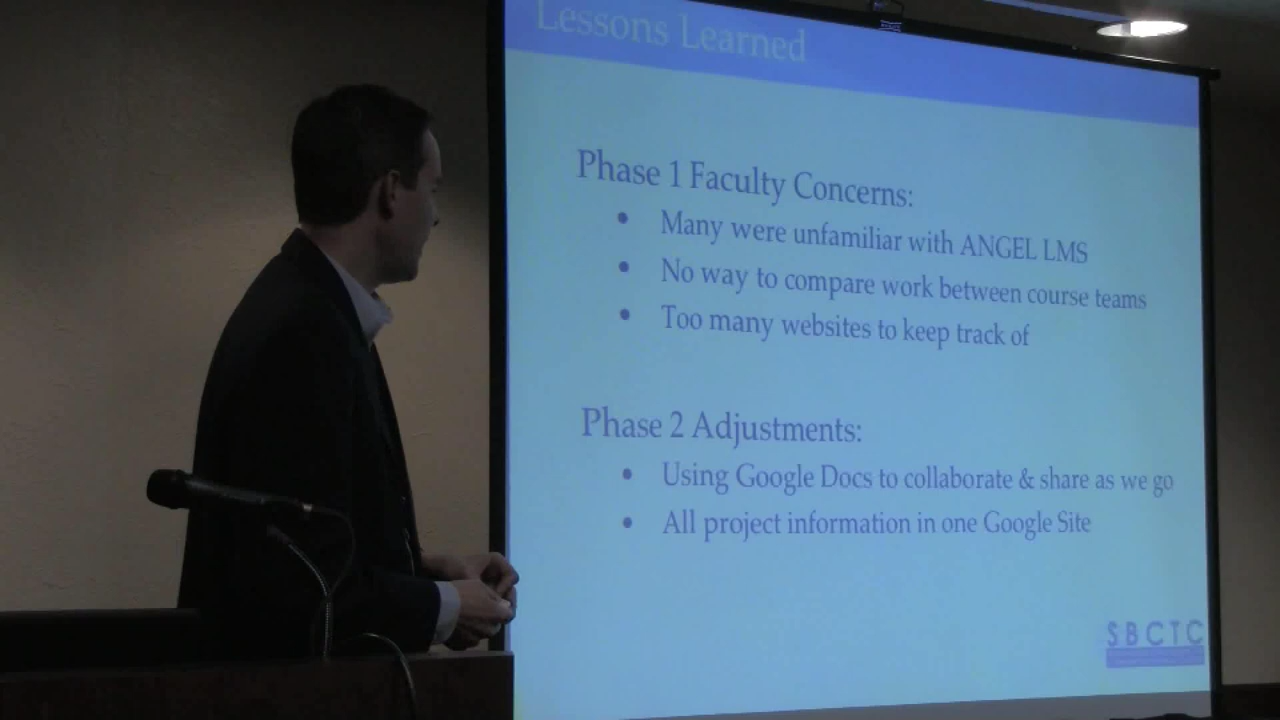 Lessons Learned
Phase 1 Faculty Concerns:
• Many were unfamiliar with ANGEL LMS
• No way to compare work between course teams
• Too many websites to keep track of
Phase 2 Adjustments:
• Using Google Docs to collaborate & share as we go
• All project information in one Google Site
SBCTC